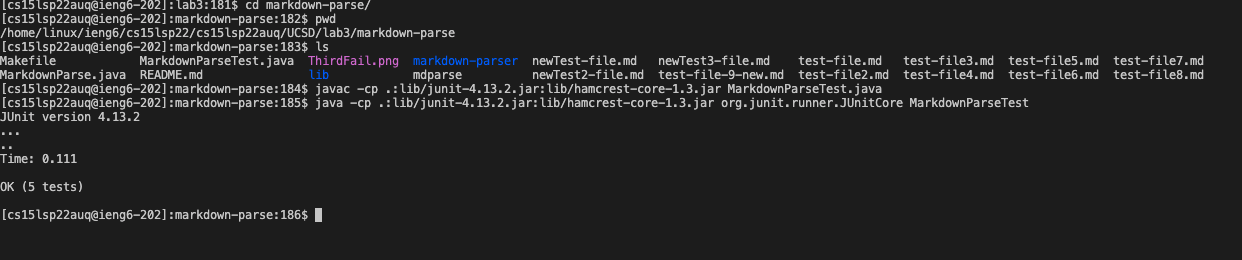 [cs15lsp22auq@ieng6-202]:lab3:181$ cd markdown-parse/
[cs15lsp22auq@ieng6-202]:markdown-parse:182$ pwd
/home/linux/ieng6/cs15lsp22/cs15lsp22auq/UCSD/lab3/markdown-parse
[cs15lsp22auq@ieng6-202]:markdown-parse:183$ ls
Makefile MarkdownParseTest.java ThirdFail.png markdown-parser newTest-file.md newTest3-file.md test-file.md test-file3.md test-file5.md test-file7.md
MarkdownParse.java README.md lib mdparse newTest2-file.md test-file-9-new.md test-file2.md test-file4.md test-file6.md test-file8.md
[cs15lsp22auq@ieng6-202]:markdown-parse:184$ javac -cp .:lib/junit-4.13.2.jar:lib/hamcrest-core-1.3.jar MarkdownParseTest.java
[cs15lsp22auq@ieng6-202]:markdown-parse:185$ java -cp .:lib/junit-4.13.2.jar:lib/hamcrest-core-1.3.jar org.junit.runner.JUnitCore MarkdownParseTest
JUnit version 4.13.2
...
..
Time: 0.111
OK (5 tests)
[cs15lsp22auq@ieng6-202]:markdown-parse:186$